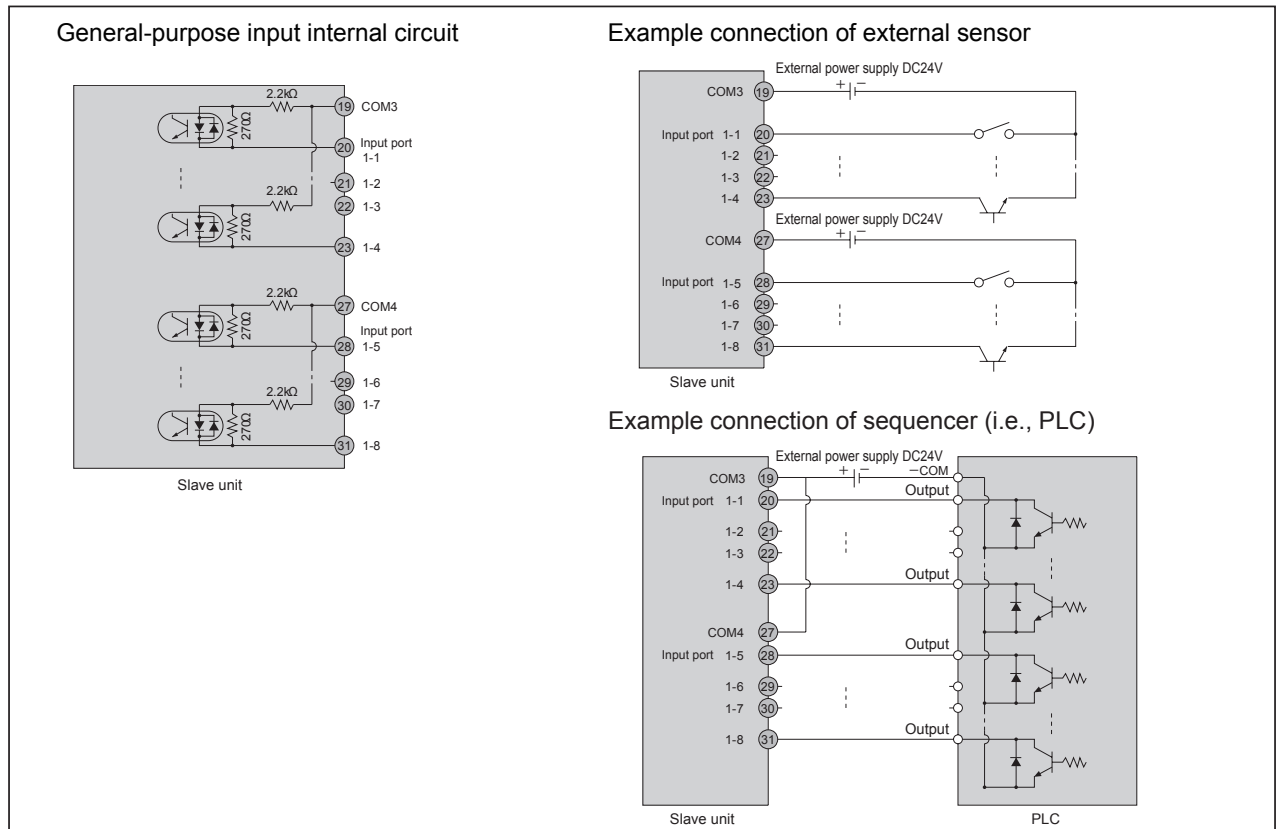 General-purpose input internal circuit
2.2kΩ
270Ω
19 COM3
20 Input port
1-1
21 1-2
2.2kΩ
22 1-3
270Ω
23 1-4
2.2kΩ
270Ω
27 COM4
Input port
28 1-5
29 1-6
2.2kΩ
30 1-7
270Ω
31 1-8
Slave unit
Example connection of external sensor
External power supply DC24V
COM3 19 + −
Input port 1-1 20
1-2 21
1-3 22
1-4 23
External power supply DC24V
COM4 27 + −
Input port 1-5 28
1-6 29
1-7 30
1-8 31
Slave unit
Example connection of sequencer (i.e., PLC)
External power supply DC24V
COM3 19 + − −COM
Input port 1-1 20 Output
1-2 21
1-3 22
1-4 23 Output
COM4 27
Input port 1-5 28 Output
1-6 29
1-7 30
1-8 31 Output
Slave unit
PLC